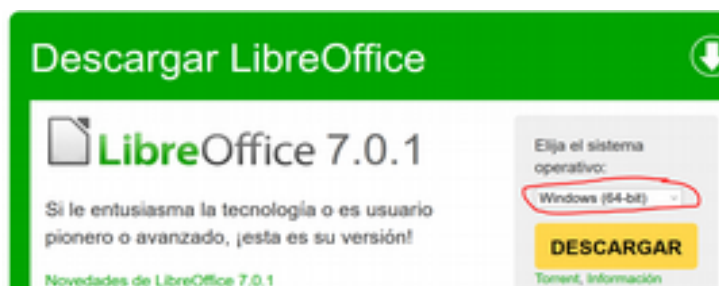 Descargar LibreOffice
LibreOffice 7.0.1
Si le entusiasma la tecnología o es usuario
pionero o avanzado, ¡esta es su versión!
Novedades de LibreOffice 7.0.1
Elija el sistema
operativo:
Windows (64-bit)
DESCARGAR
Torrent, Información